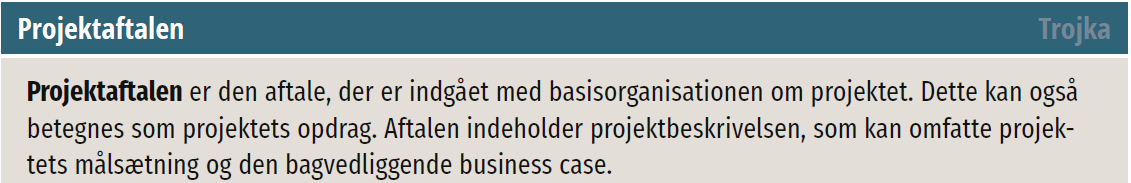 Projektaftalen Trojka
Projektaftalen er den aftale, der er indgået med basisorganisationen om projektet. Dette kan også
betegnes som projektets opdrag. Aftalen indeholder projektbeskrivelsen, som kan omfatte projek-
tets målsætning og den bagvedliggende business case.